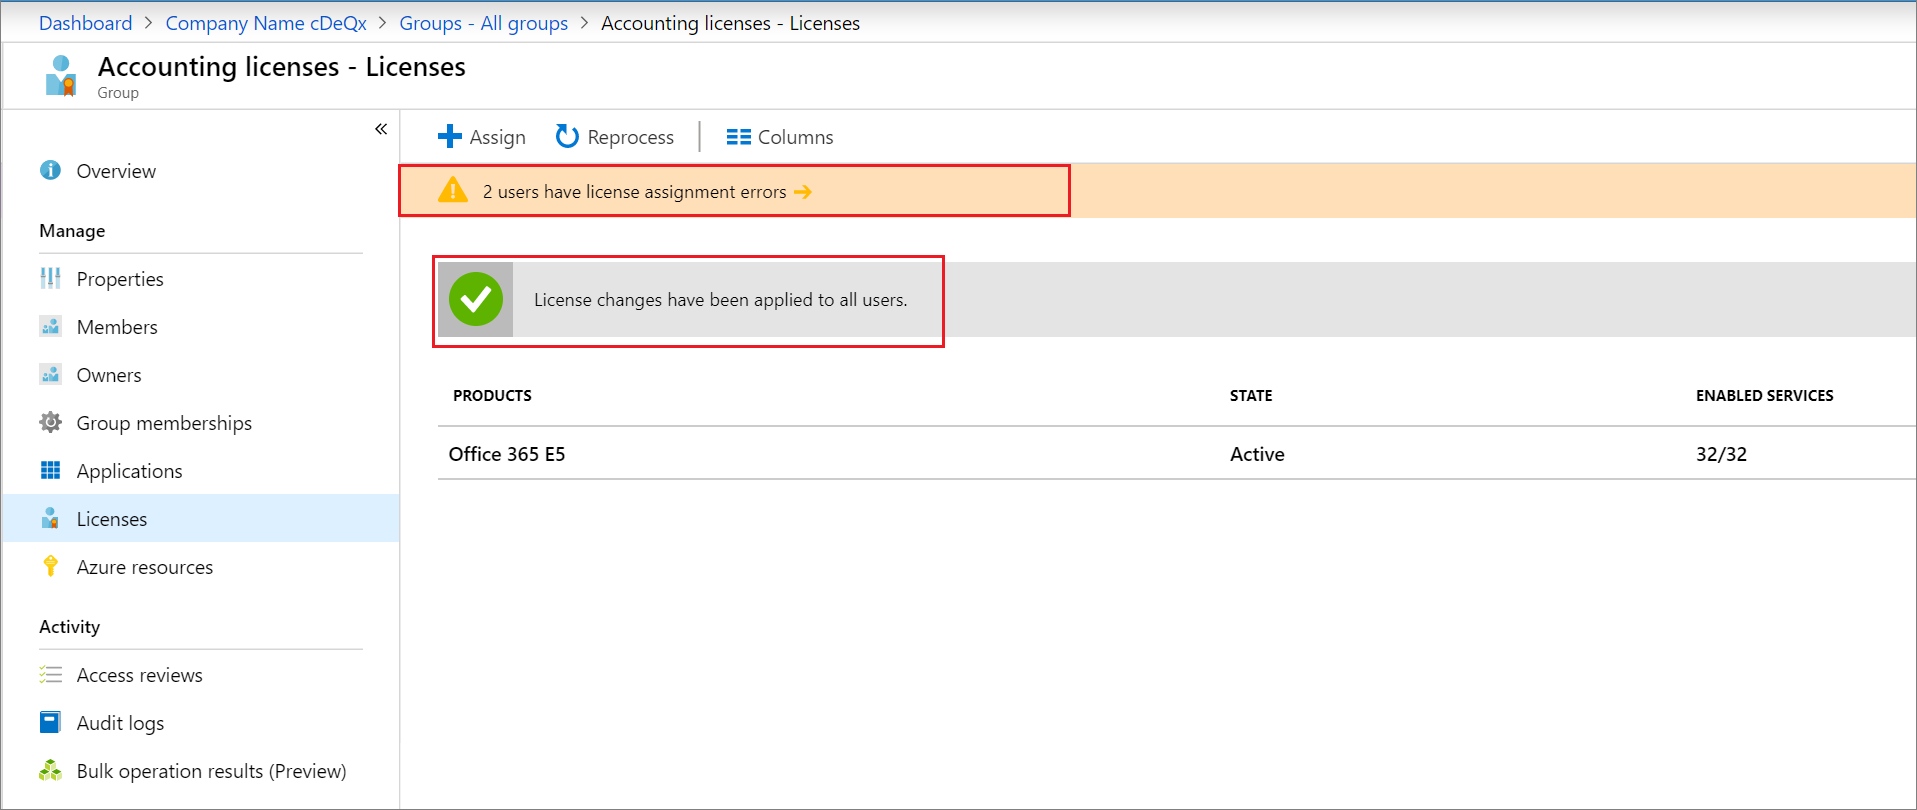 Dashboard > Company Name cDeQx > Groups - All groups > Accounting licenses - Licenses
Accounting licenses - Licenses
Group
«
Assign Reprocess Columns
2 users have license assignment errors →
License changes have been applied to all users.
PRODUCTS STATE ENABLED SERVICES
Office 365 E5 Active 32/32
Overview
Manage
Properties
Members
Owners
Group memberships
Applications
Licenses
Azure resources
Activity
Access reviews
Audit logs
Bulk operation results (Preview)